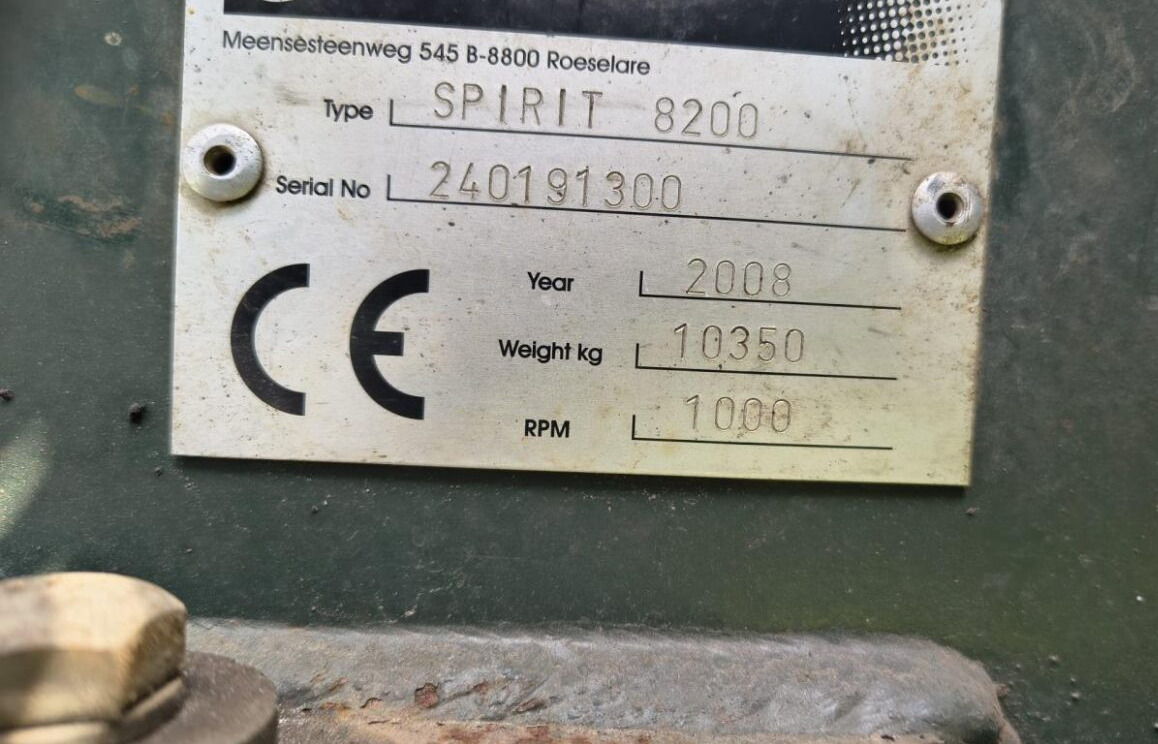 Meensesteenweg 545 B-8800 Roeselare
Type SPIRIT 8200
Serial No 240191300
CE
Year 2008
Weight kg 10350
RPM 1000